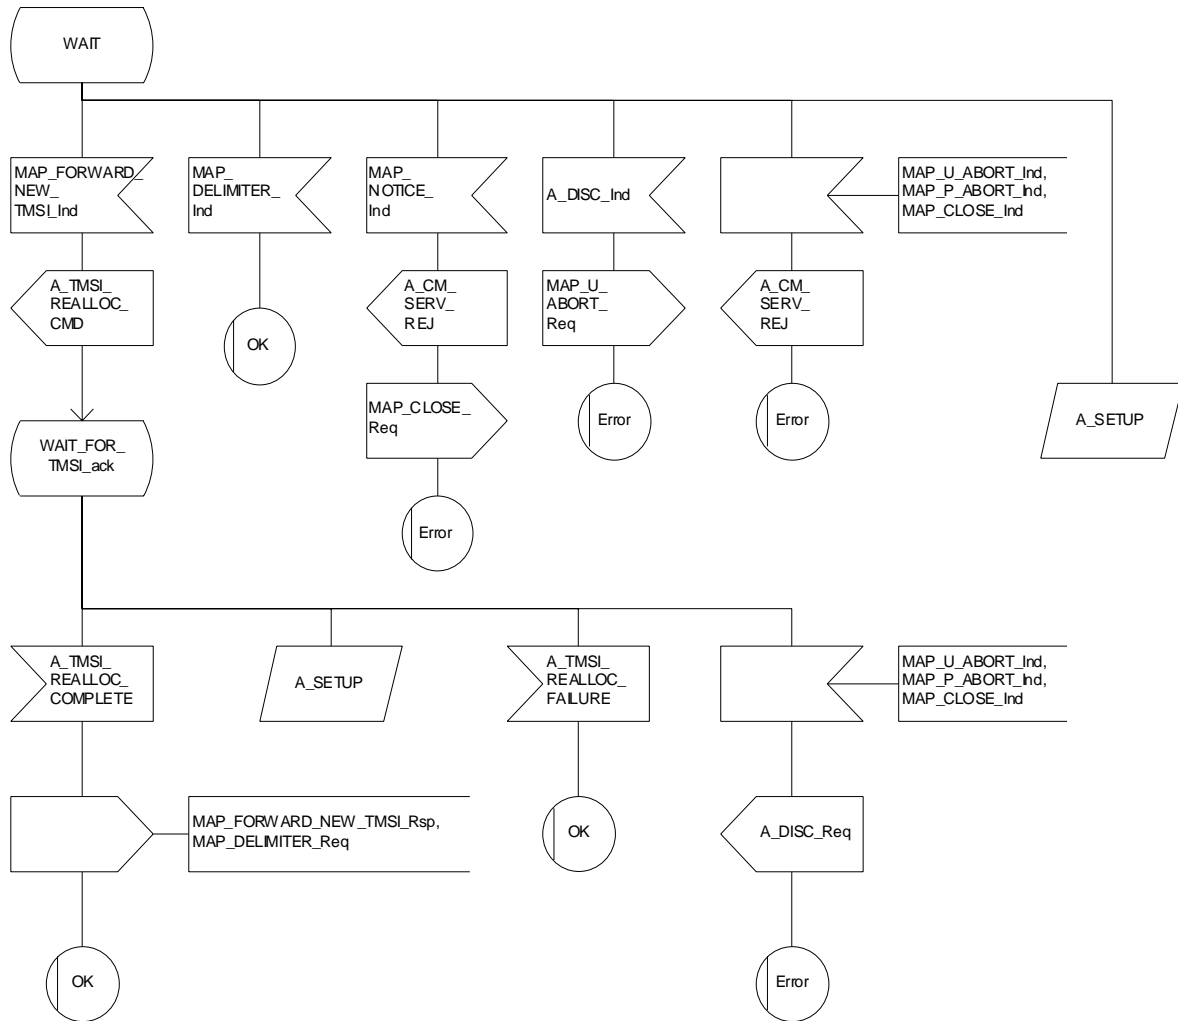 WAIT
MAP_FORWARD_
NEW_
TMSI_Ind
MAP_
DELIMITER_
Ind
MAP_
NOTICE_
Ind
A_DISC_Ind
MAP_U_ABORT_Ind,
MAP_P_ABORT_Ind,
MAP_CLOSE_Ind
A_TMSI_
REALLOC_
CMD
OK
A_CM_
SERV_
REJ
MAP_U_
ABORT_
Req
A_CM_
SERV_
REJ
MAP_CLOSE_
Req
Error
Error
A_SETUP
WAIT_FOR_
TMSI_ack
Error
A_TMSI_
REALLOC_
COMPLETE
A_SETUP
A_TMSI_
REALLOC_
FAILURE
MAP_U_ABORT_Ind,
MAP_P_ABORT_Ind,
MAP_CLOSE_Ind
MAP_FORWARD_NEW_TMSI_Rsp,
MAP_DELIMITER_Req
OK
A_DISC_Req
OK
Error